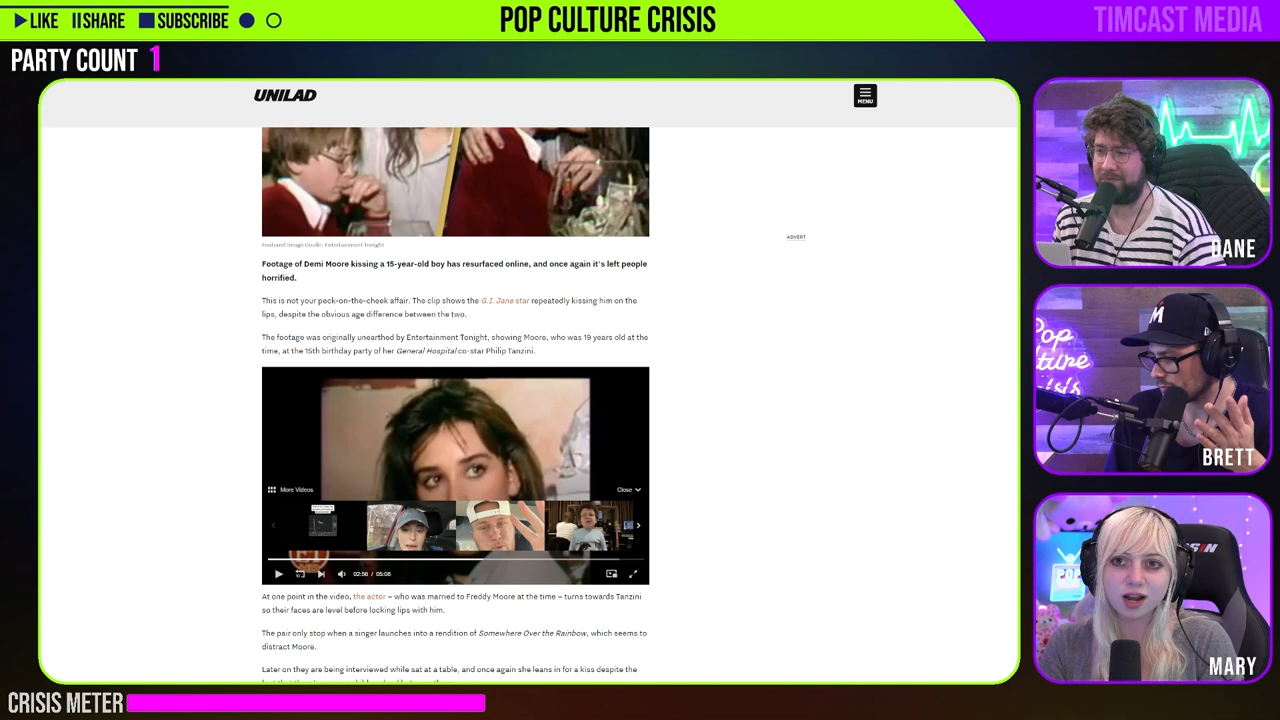 LIKE SHARE SUBSCRIBE
POP CULTURE CRISIS
TIMCAST MEDIA
PARTY COUNT 1
UNILAD
MENU
ADVERT
Featured Image Credit: Entertainment Tonight
Footage of Demi Moore kissing a 15-year-old boy has resurfaced online, and once again it's left people
horrified.
This is not your peck-on-the-cheek affair. The clip shows the G.I. Jane star repeatedly kissing him on the
lips, despite the obvious age difference between the two.
The footage was originally unearthed by Entertainment Tonight, showing Moore, who was 19 years old at the
time, at the 15th birthday party of her General Hospital co-star Philip Tanzini.
More Videos
Close
02:56 / 05:08
At one point in the video, the actor – who was married to Freddy Moore at the time – turns towards Tanzini
so their faces are level before locking lips with him.
The pair only stop when a singer launches into a rendition of Somewhere Over the Rainbow, which seems to
distract Moore.
Later on they are being interviewed while sat at a table, and once again she leans in for a kiss despite the
DANE
Pop
BRETT
MARY
CRISIS METER